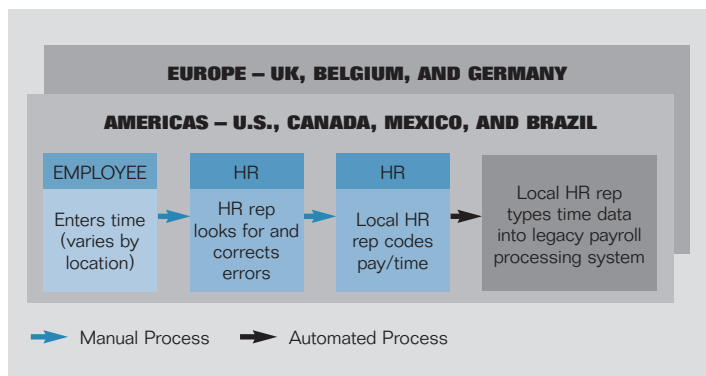 EUROPE – UK, BELGIUM, AND GERMANY
AMERICAS – U.S., CANADA, MEXICO, AND BRAZIL
EMPLOYEE
Enters time
(varies by
location)
HR
HR rep
looks for and
corrects
errors
HR
Local HR
rep codes
pay/time
Local HR rep
types time data
into legacy payroll
processing system
Manual Process
Automated Process